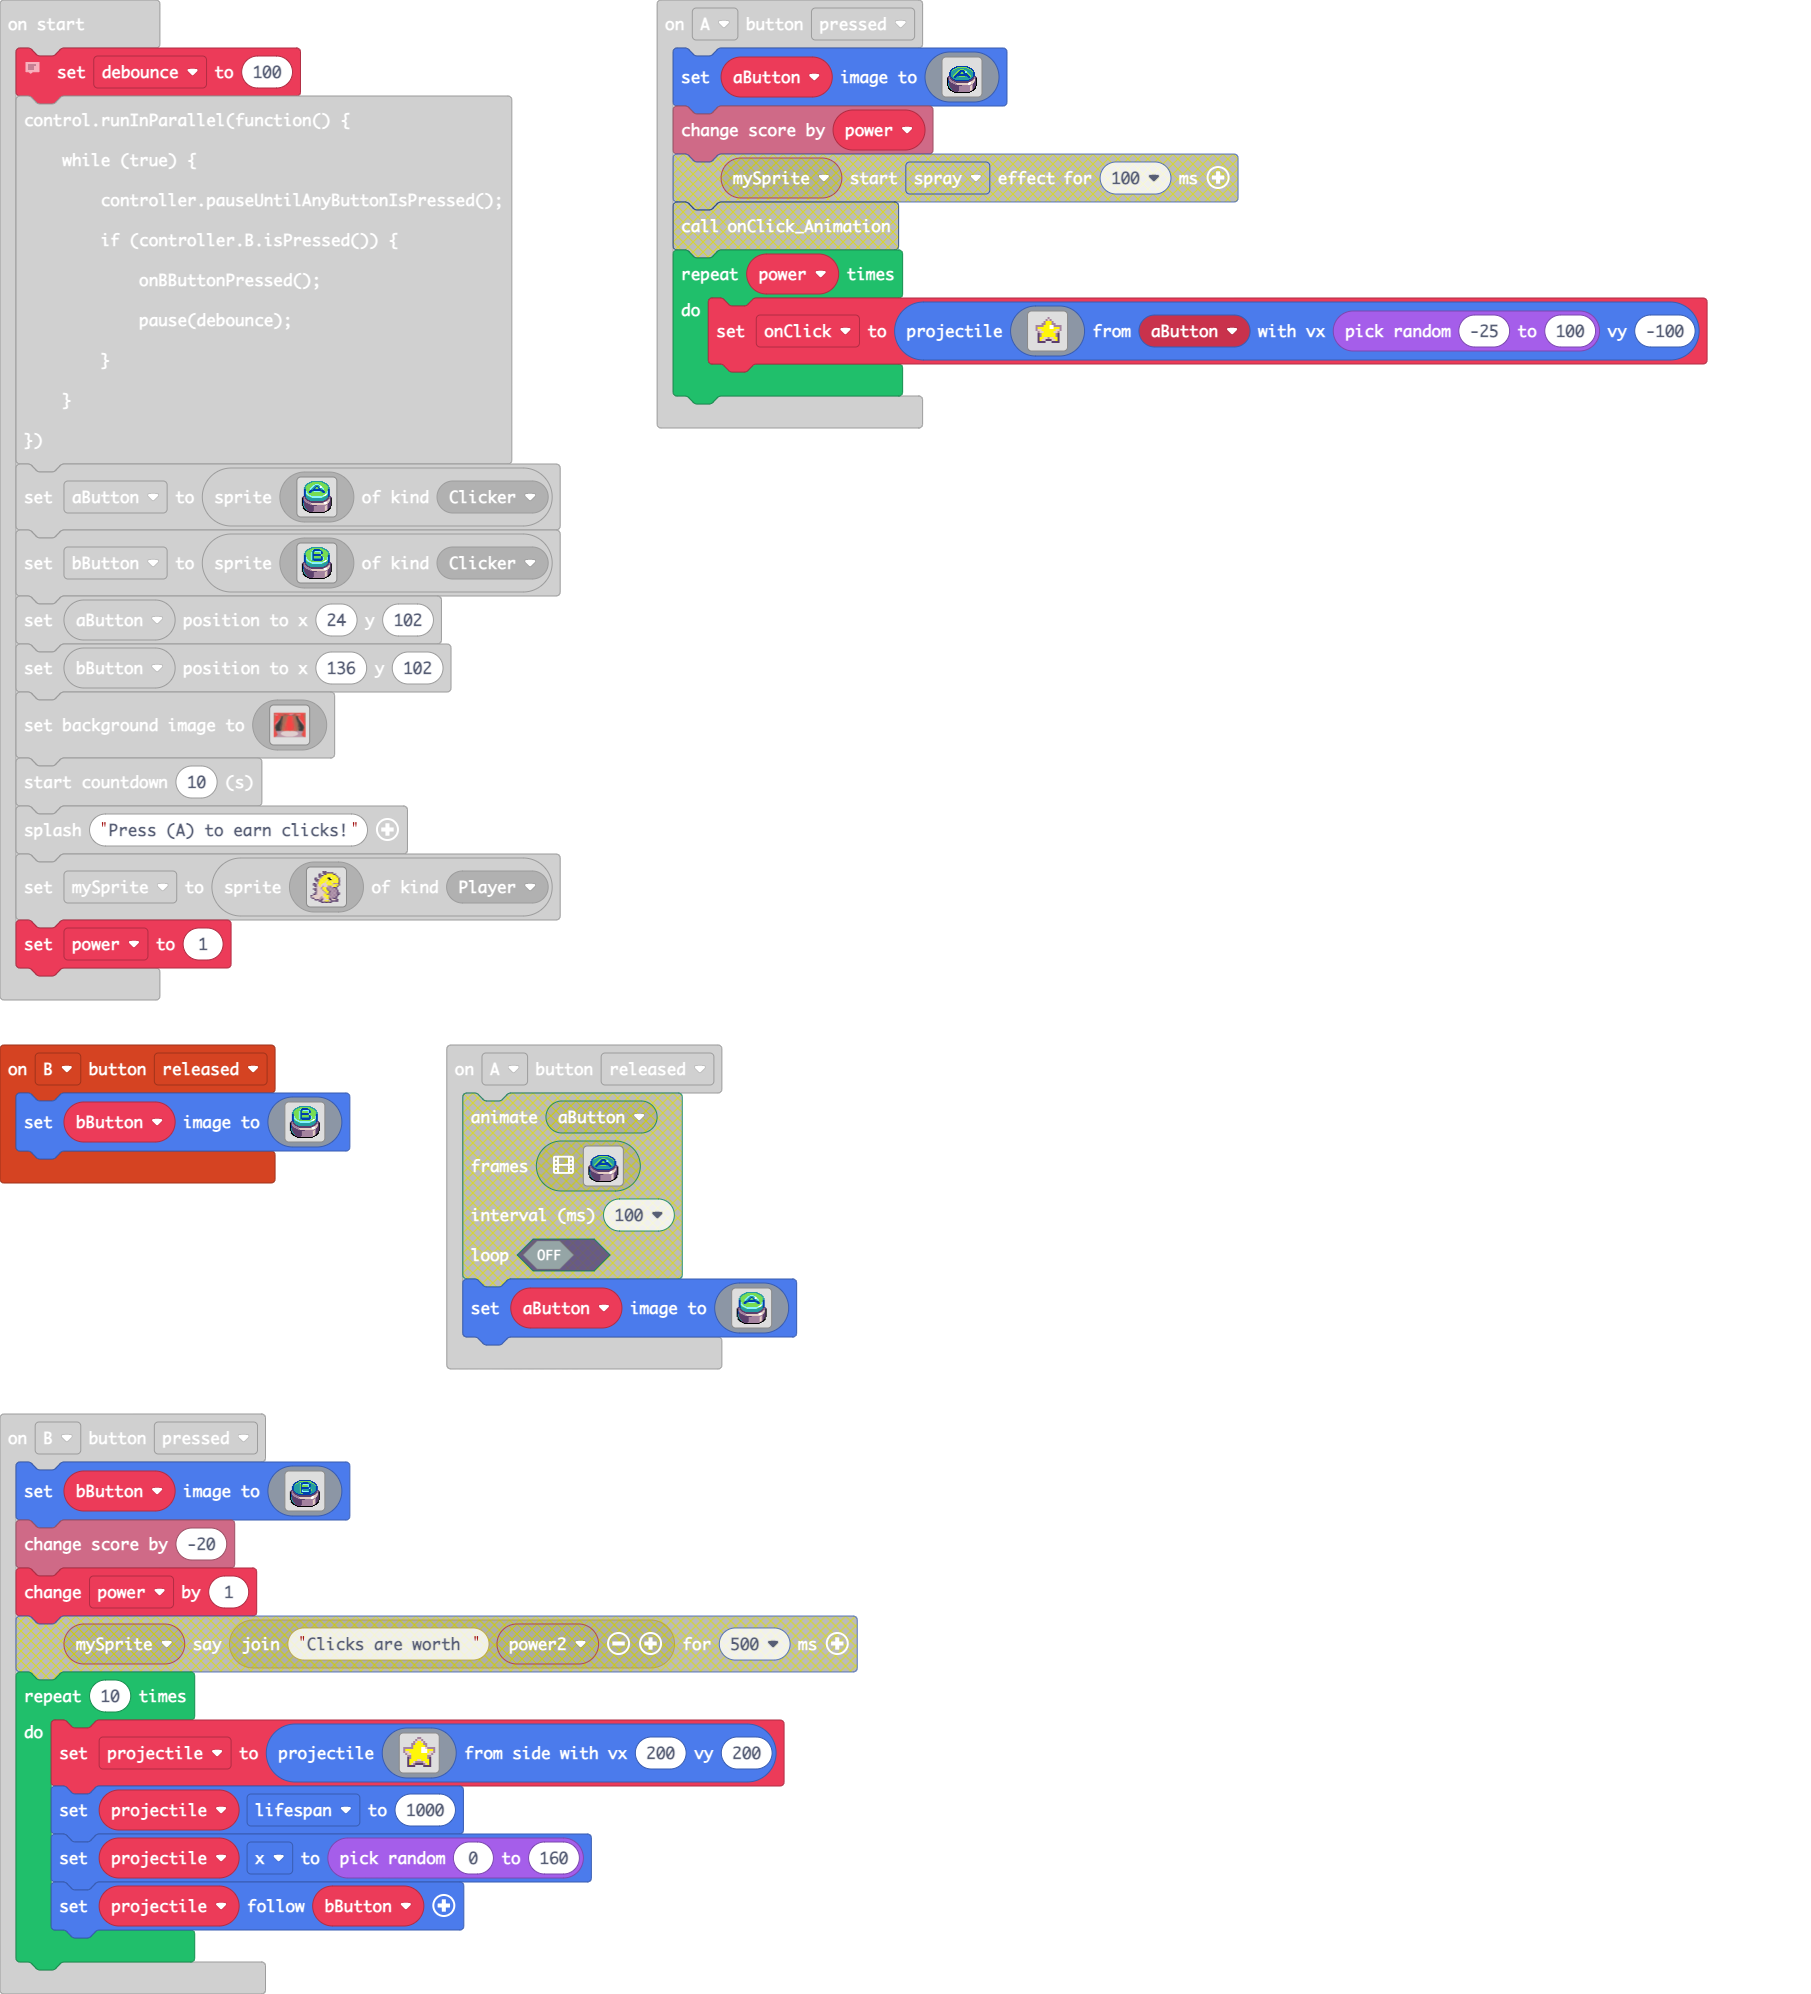 on start
set debounce to 100
control.runInParallel(function() {
while (true) {
controller.pauseUntilAnyButtonIsPressed();
if (controller.B.isPressed()) {
onBButtonPressed();
pause(debounce);
}
}
})
set aButton to sprite A of kind Clicker
set bButton to sprite B of kind Clicker
set aButton position to x 24 y 102
set bButton position to x 136 y 102
set background image to
start countdown 10 (s)
splash "Press (A) to earn clicks!"
set mySprite to sprite of kind Player
set power to 1
on A button pressed
set aButton image to A
change score by power
mySprite start spray effect for 100 ms
call onClick_Animation
repeat power times
do
set onClick to projectile from aButton with vx pick random -25 to 100 vy -100
on B button released
set bButton image to B
on A button released
animate aButton
frames A
interval (ms) 100
loop OFF
set aButton image to A
on B button pressed
set bButton image to B
change score by -20
change power by 1
mySprite say join "Clicks are worth " power2 for 500 ms
repeat 10 times
do
set projectile to projectile from side with vx 200 vy 200
set projectile lifespan to 1000
set projectile x to pick random 0 to 160
set projectile follow bButton